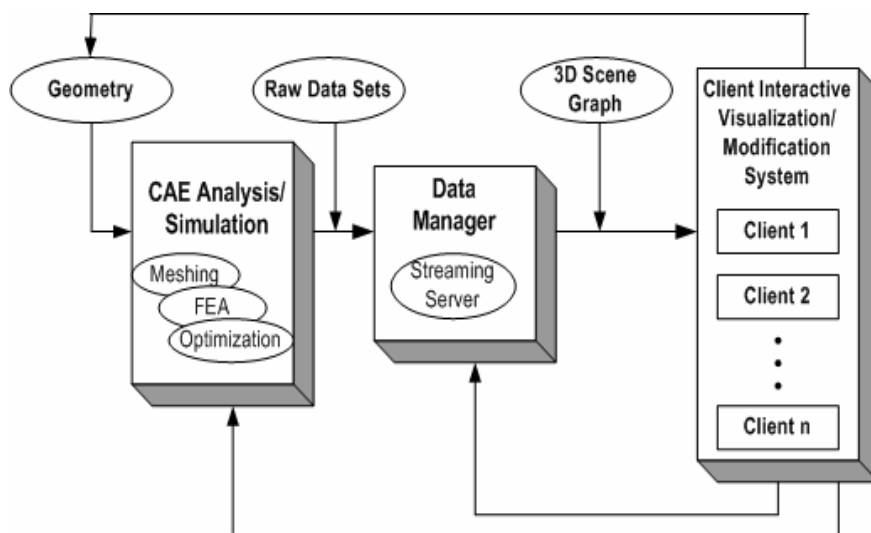 Geometry
Raw Data Sets
3D Scene
Graph
Client Interactive
Visualization/
Modification
System
Client 1
Client 2
Client n
CAE Analysis/
Simulation
Meshing
FEA
Optimization
Data
Manager
Streaming
Server